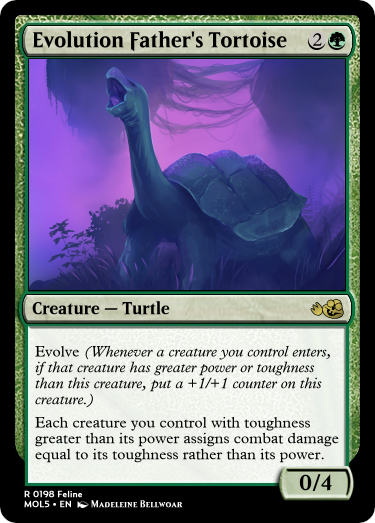 Evolution Father's Tortoise 2
Creature — Turtle
Evolve (Whenever a creature you control enters,
if that creature has greater power or toughness
than this creature, put a +1/+1 counter on this
creature.)
Each creature you control with toughness
greater than its power assigns combat damage
equal to its toughness rather than its power.
0/4
R 0198 Feline
MOL5 • EN Madeleine Bellwoar